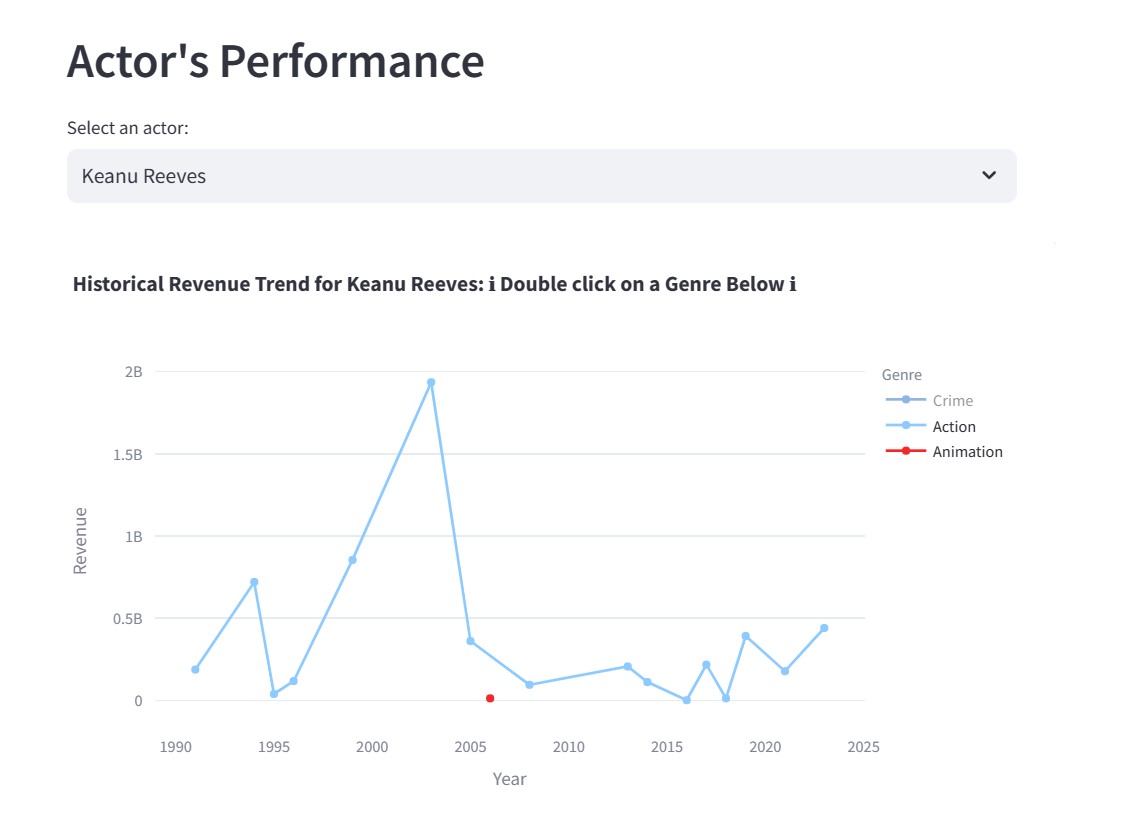 Actor's Performance
Select an actor:
Keanu Reeves
Historical Revenue Trend for Keanu Reeves: ℹ Double click on a Genre Below ℹ
2B
1.5B
1B
0.5B
0
Revenue
1990 1995 2000 2005 2010 2015 2020 2025
Year
Genre
Crime
Action
Animation